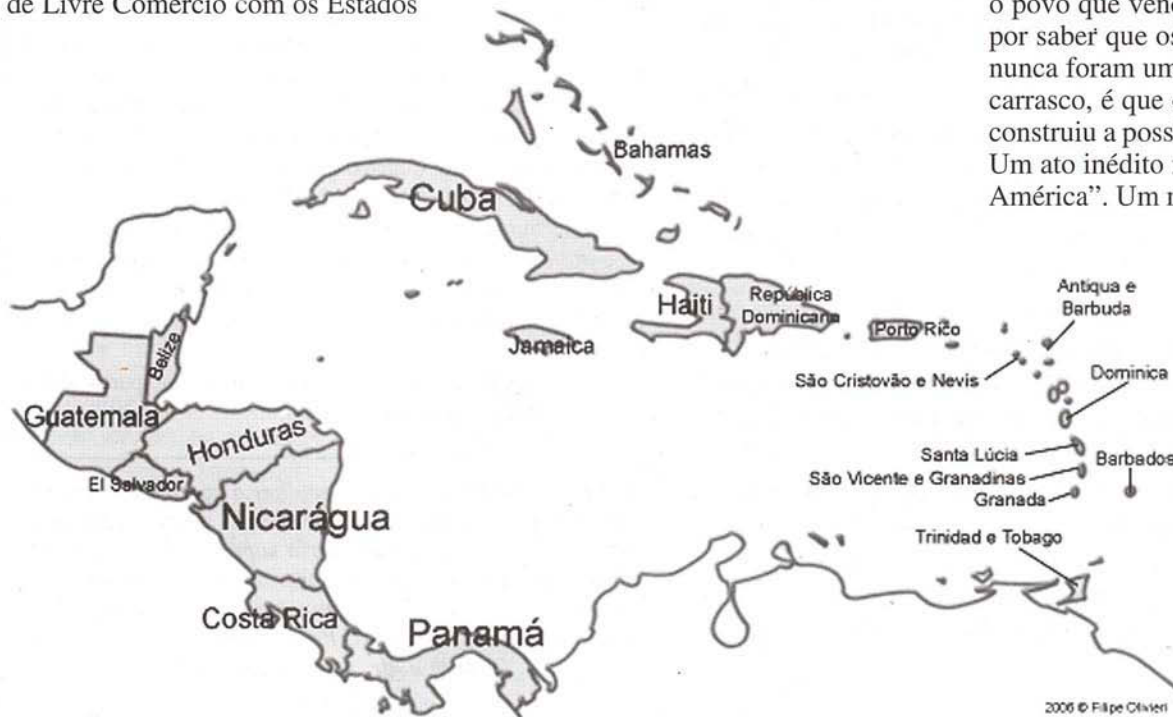 de Livre Comércio com os Estados
o povo que venc
por saber que os
nunca foram um
carrasco, é que
construiu a poss
Um ato inédito
América”. Um
Bahamas
Cuba
Haiti
República
Dominicana
Porto Rico
Jamaica
Antiqua e
Barbuda
São Cristovão e Nevis
Dominica
Belize
Guatemala
Honduras
El Salvador
Nicarágua
Santa Lúcia
Barbados
São Vicente e Granadinas
Granada
Trinidad e Tobago
Costa Rica
Panamá
2006 © Filipe Olivieri